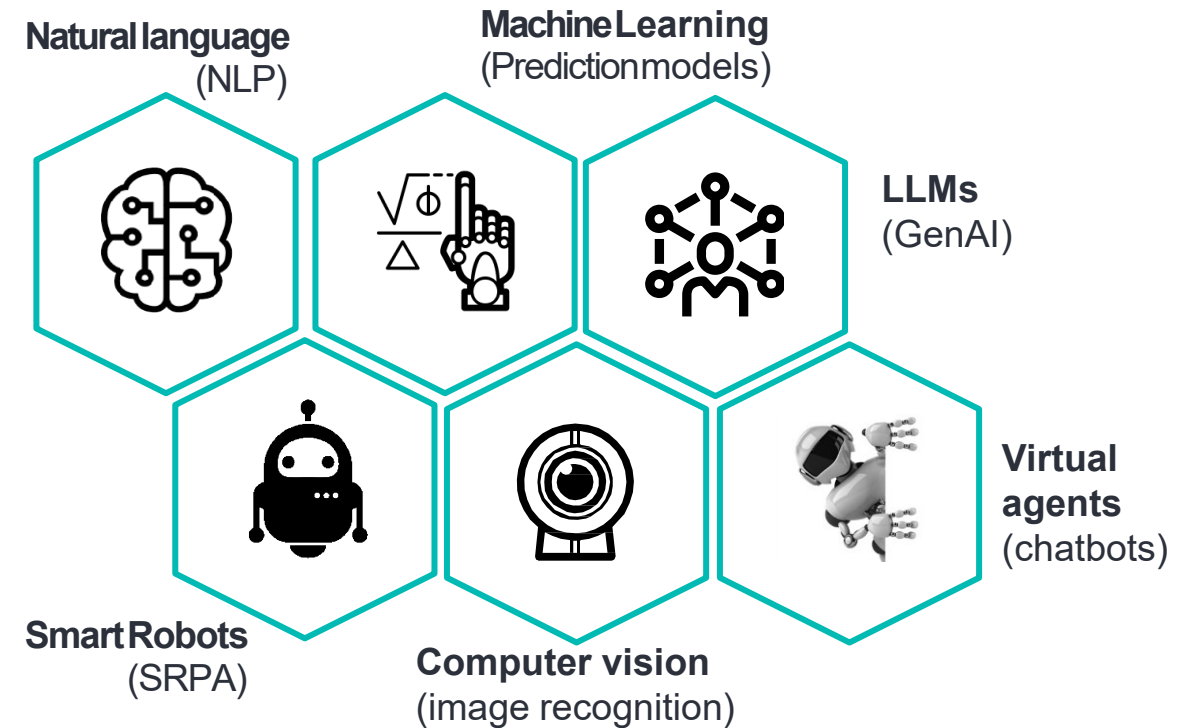 Natural language
(NLP)
Machine Learning
(Prediction models)
LLMs
(GenAI)
Virtual
agents
(chatbots)
Smart Robots
(SRPA)
Computer vision
(image recognition)